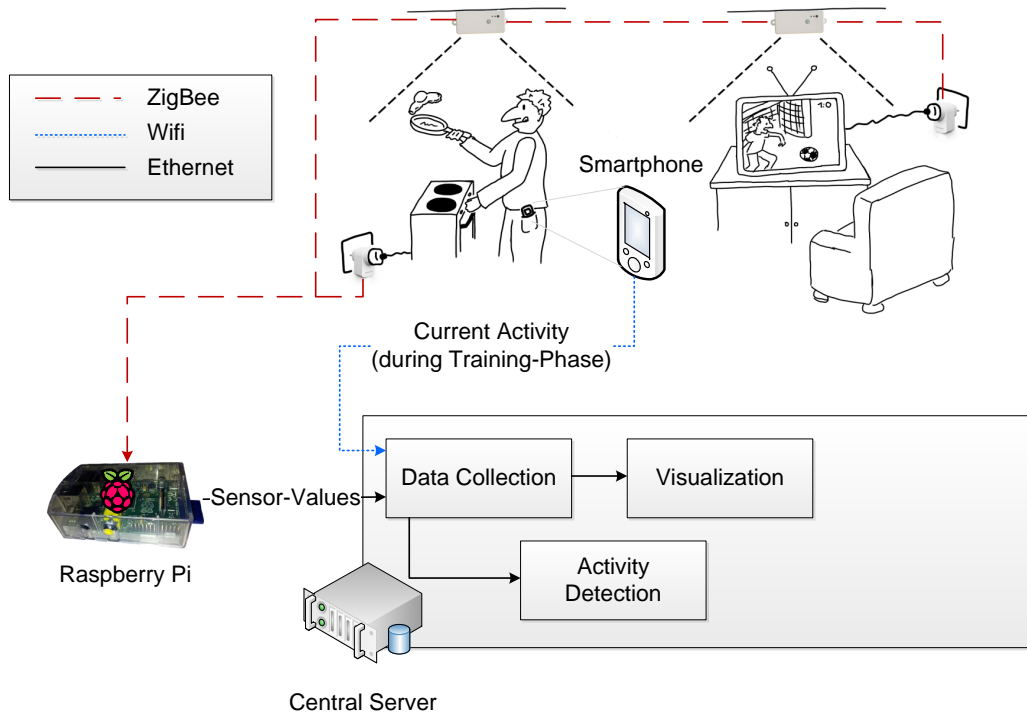 ZigBee
Wifi
Ethernet
1:0
Smartphone
Current Activity
(during Training-Phase)
Data Collection
Visualization
Sensor-Values
Activity
Detection
Raspberry Pi
Central Server